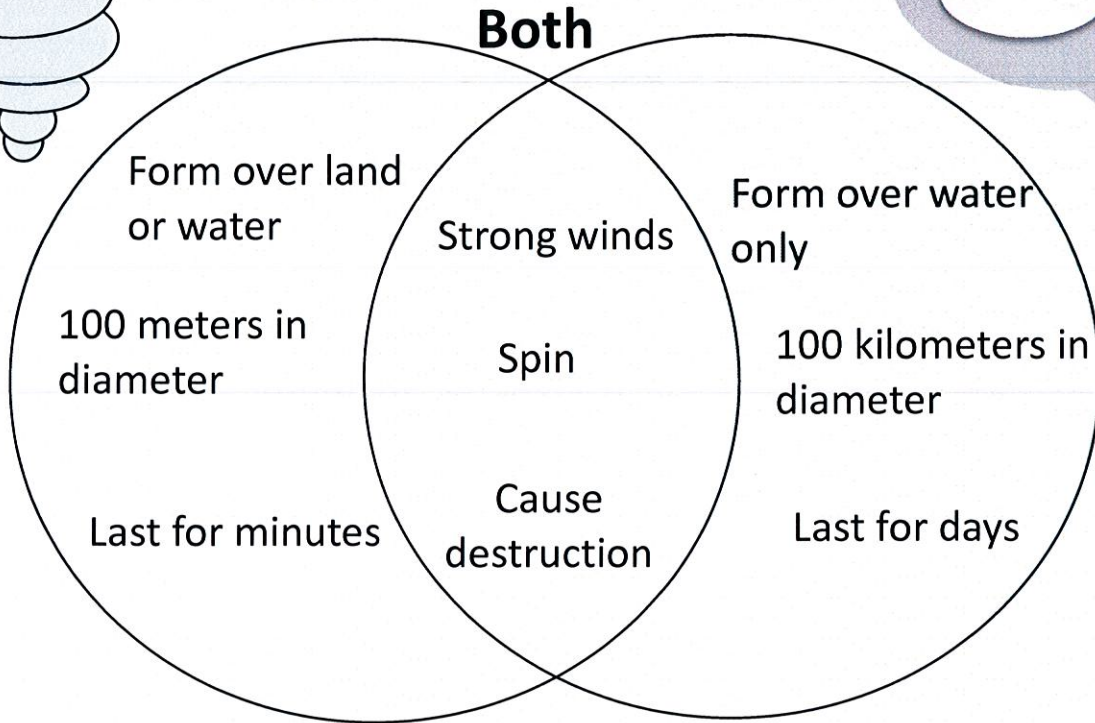 Both
Form over land
or water
100 meters in
diameter
Last for minutes
Strong winds
Spin
Cause
destruction
Form over water
only
100 kilometers in
diameter
Last for days